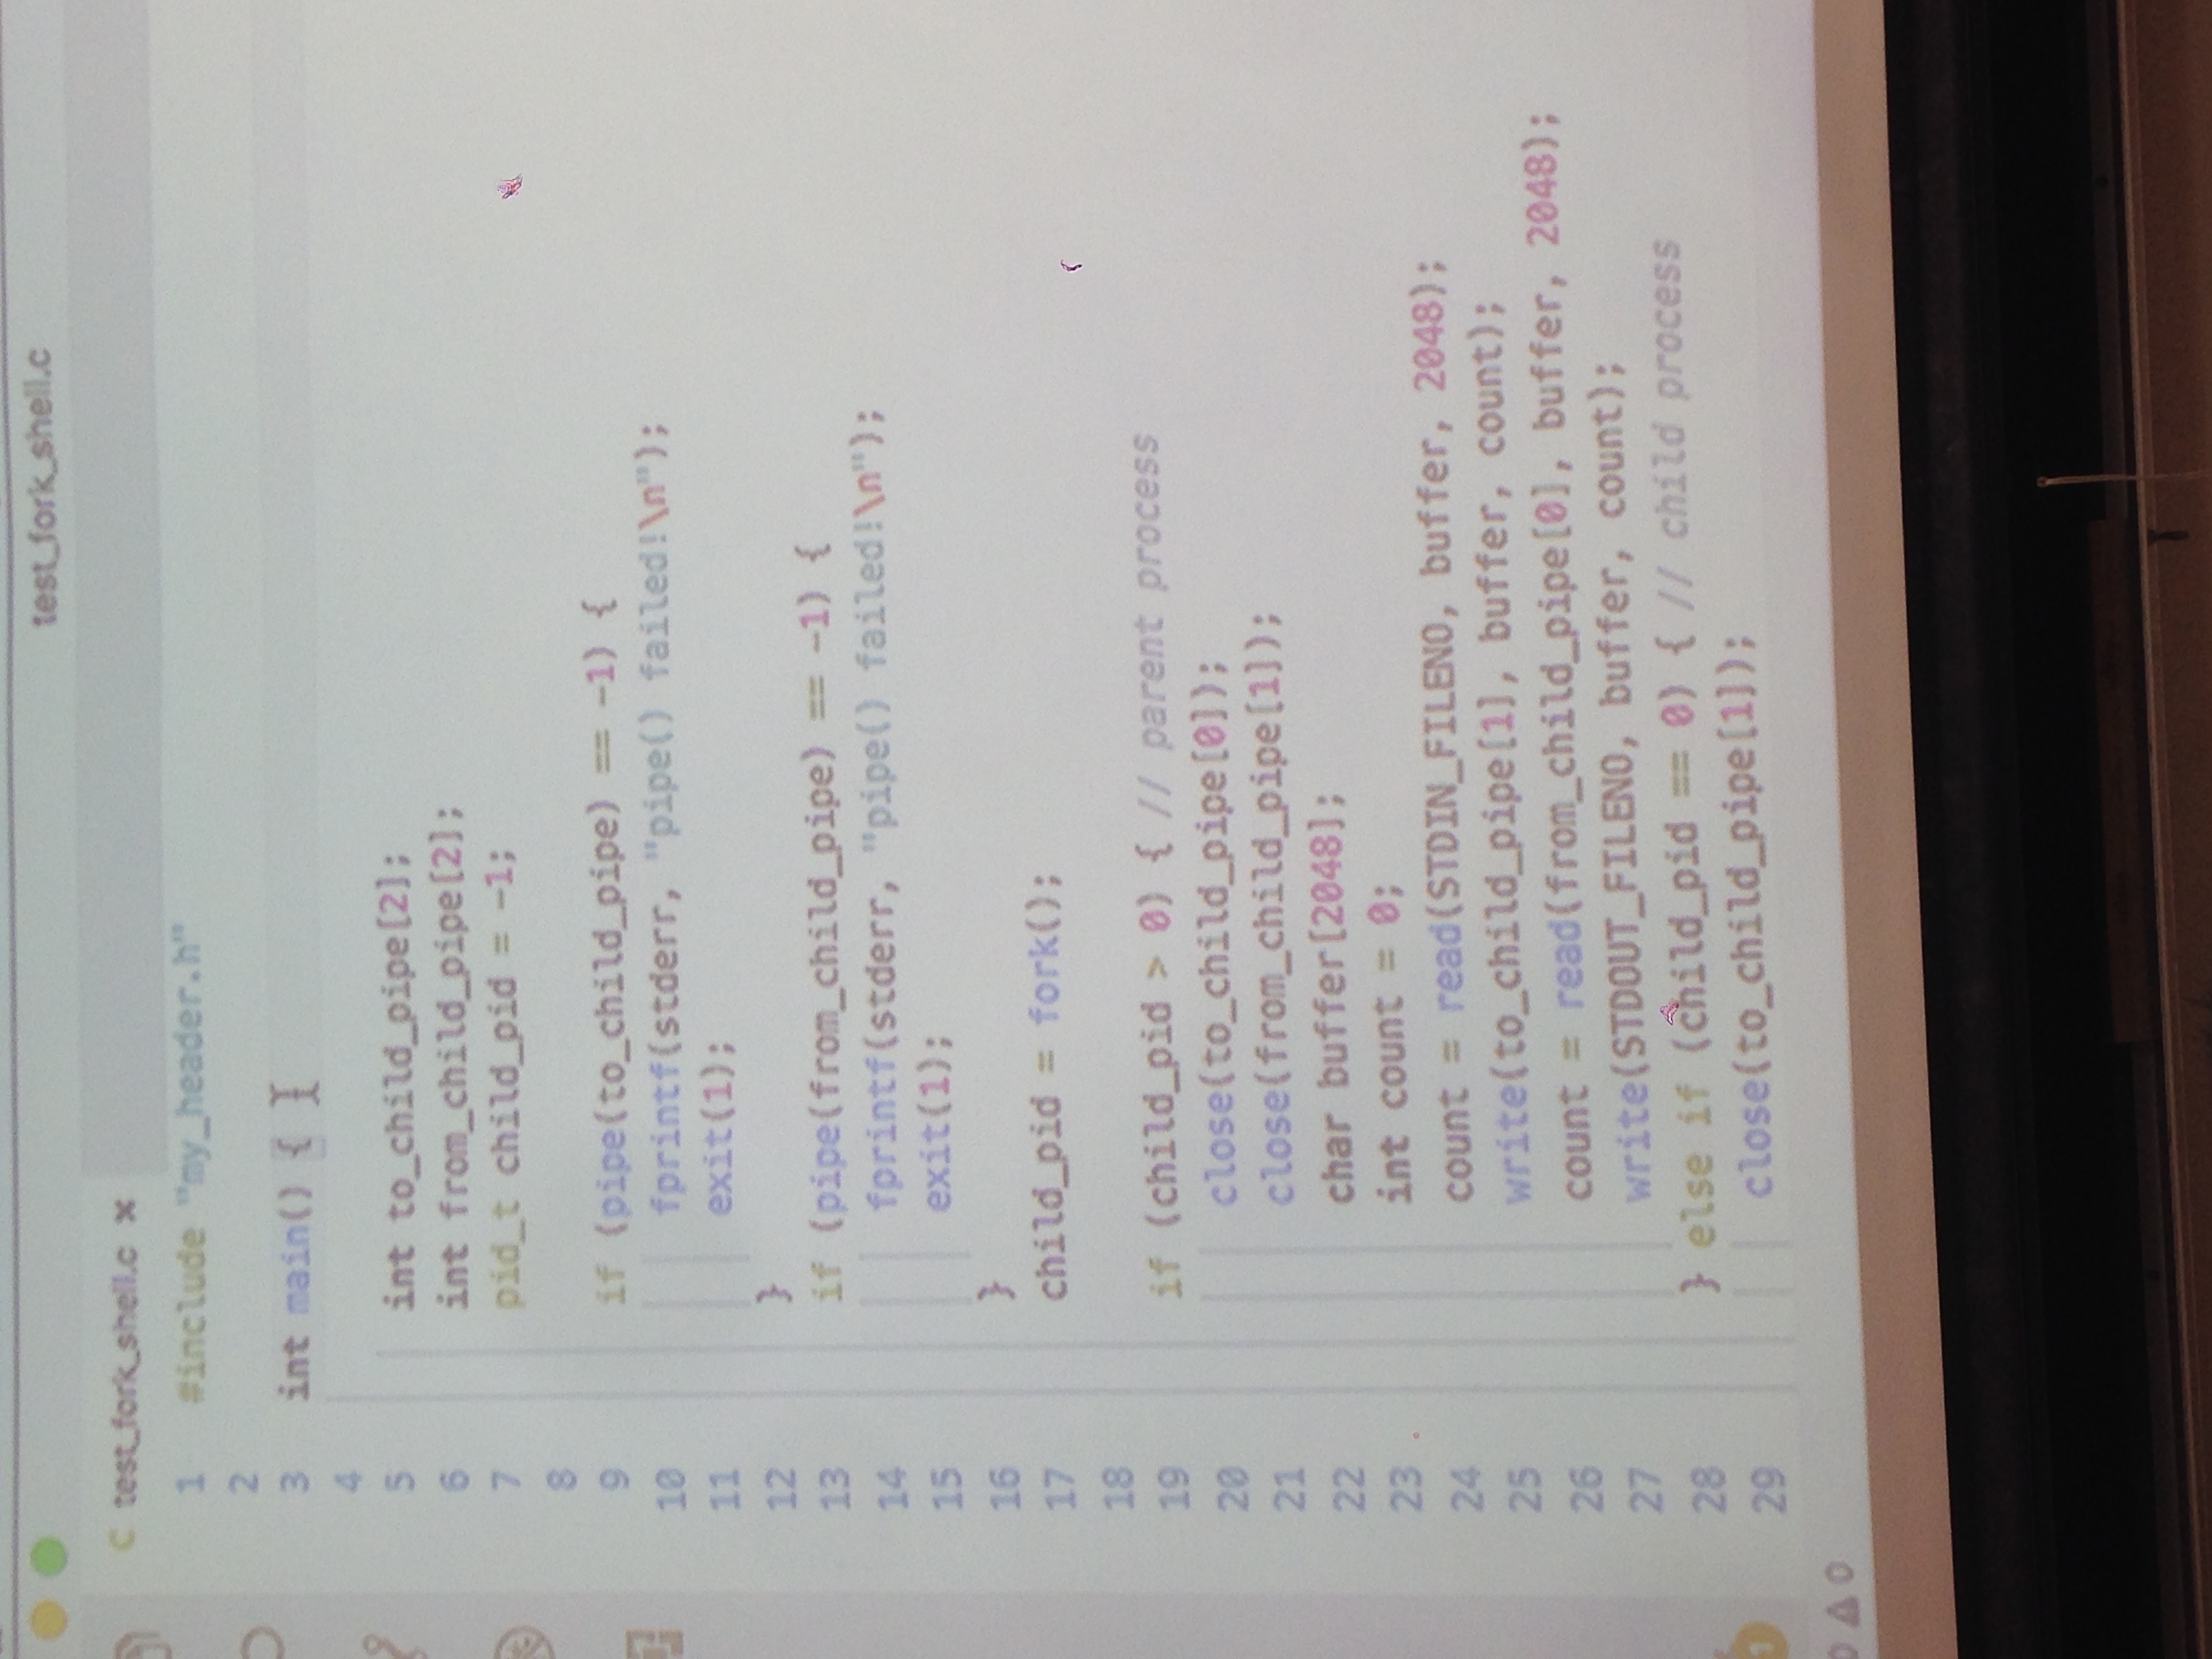 test_fork_shell.c
C test_fork_shell.c ×
1 #include "my_header.h"
2
3 int main() {
4
5 int to_child_pipe[2];
6 int from_child_pipe[2];
7 pid_t child_pid = -1;
8
9 if (pipe(to_child_pipe) == -1) {
10 fprintf(stderr, "pipe() failed!\n");
11 exit(1);
12 }
13 if (pipe(from_child_pipe) == -1) {
14 fprintf(stderr, "pipe() failed!\n");
15 exit(1);
16 }
17 child_pid = fork();
18
19 if (child_pid > 0) { // parent process
20 close(to_child_pipe[0]);
21 close(from_child_pipe[1]);
22 char buffer[2048];
23 int count = 0;
24 count = read(STDIN_FILENO, buffer, 2048);
25 write(to_child_pipe[1], buffer, count);
26 count = read(from_child_pipe[0], buffer, 2048);
27 write(STDOUT_FILENO, buffer, count);
28 } else if (child_pid == 0) { // child process
29 close(to_child_pipe[1]);
1
0 0